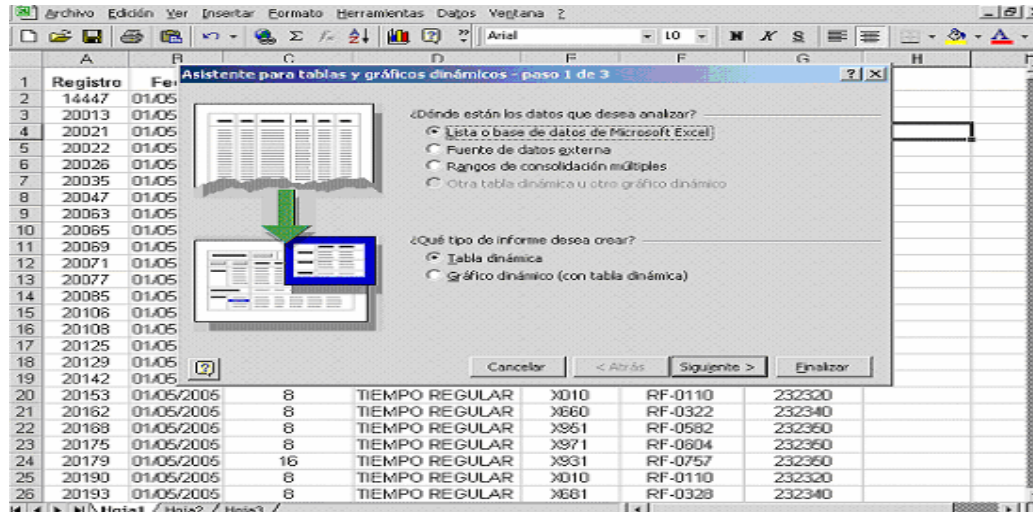 Archivo Edición Ver Insertar Formato Herramientas Datos Ventana ?
Arial 10 N K S
A B C D E F G H
Asistente para tablas y gráficos dinámicos - paso 1 de 3
¿Dónde están los datos que desea analizar?
Lista o base de datos de Microsoft Excel
Fuente de datos externa
Rangos de consolidación múltiples
Otra tabla dinámica u otro gráfico dinámico
¿Qué tipo de informe desea crear?
Tabla dinámica
Gráfico dinámico (con tabla dinámica)
Cancelar < Atrás Siguiente > Finalizar
1 Registro Fe
2 14447 01/05
3 20013 01/05
4 20021 01/05
5 20022 01/05
6 20026 01/05
7 20035 01/05
8 20047 01/05
9 20063 01/05
10 20065 01/05
11 20069 01/05
12 20071 01/05
13 20077 01/05
14 20085 01/05
15 20106 01/05
16 20108 01/05
17 20125 01/05
18 20129 01/05
19 20142 01/05
20 20153 01/05/2005 8 TIEMPO REGULAR X010 RF-0110 232320
21 20162 01/05/2005 8 TIEMPO REGULAR X660 RF-0322 232340
22 20168 01/05/2005 8 TIEMPO REGULAR X951 RF-0582 232350
23 20175 01/05/2005 8 TIEMPO REGULAR X971 RF-0604 232350
24 20179 01/05/2005 16 TIEMPO REGULAR X931 RF-0757 232350
25 20190 01/05/2005 8 TIEMPO REGULAR X010 RF-0110 232320
26 20193 01/05/2005 8 TIEMPO REGULAR X681 RF-0328 232340
Hoja1 Hoja2 Hoja3